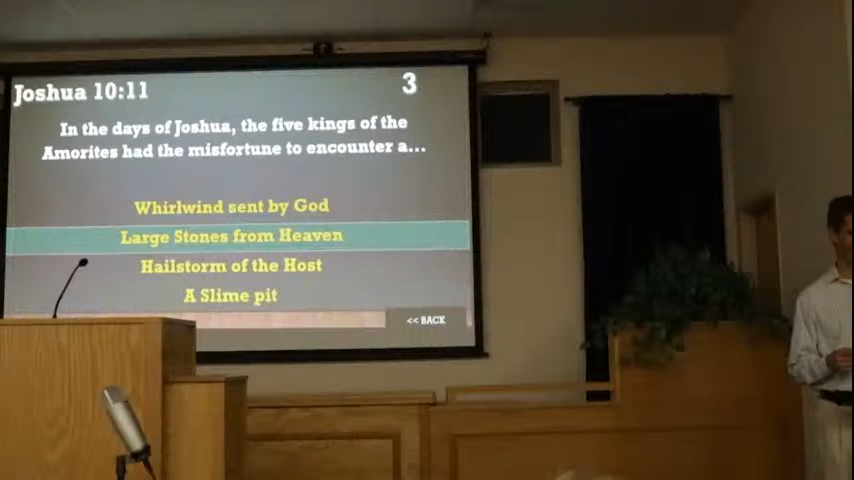 Joshua 10:11
3
In the days of Joshua, the five kings of the
Amorites had the misfortune to encounter a...
Whirlwind sent by God
Large Stones from Heaven
Hailstorm of the Host
A Slime pit
<< BACK